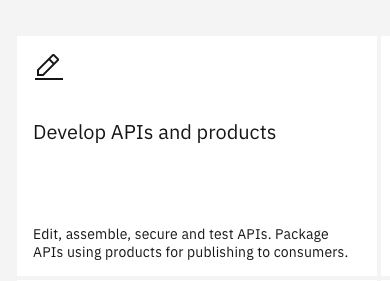 Develop APIs and products
Edit, assemble, secure and test APIs. Package
APIs using products for publishing to consumers.